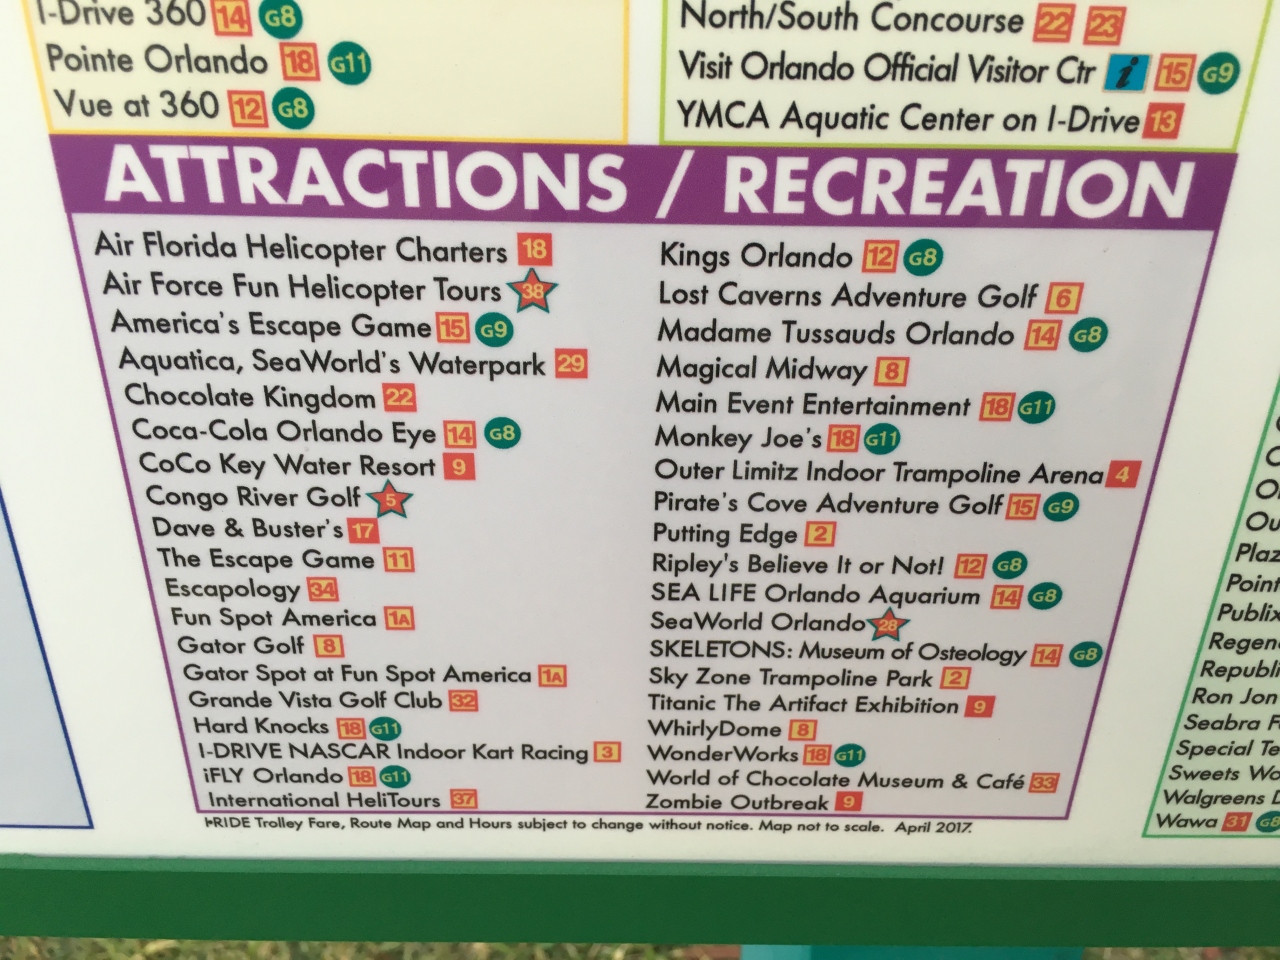 I-Drive 360 14 G8
Pointe Orlando 18 G11
Vue at 360 12 G8
North/South Concourse 22 23
Visit Orlando Official Visitor Ctr i 15 G9
YMCA Aquatic Center on I-Drive 13
ATTRACTIONS / RECREATION
Air Florida Helicopter Charters 18
Air Force Fun Helicopter Tours 38
America's Escape Game 15 G9
Aquatica, SeaWorld's Waterpark 29
Chocolate Kingdom 22
Coca-Cola Orlando Eye 14 G8
CoCo Key Water Resort 9
Congo River Golf 5
Dave & Buster's 17
The Escape Game 11
Escapology 34
Fun Spot America 1A
Gator Golf 8
Gator Spot at Fun Spot America 1A
Grande Vista Golf Club 32
Hard Knocks 18 G11
I-DRIVE NASCAR Indoor Kart Racing 3
iFLY Orlando 18 G11
International HeliTours 37
Kings Orlando 12 G8
Lost Caverns Adventure Golf 6
Madame Tussauds Orlando 14 G8
Magical Midway 8
Main Event Entertainment 18 G11
Monkey Joe's 18 G11
Outer Limitz Indoor Trampoline Arena 4
Pirate's Cove Adventure Golf 15 G9
Putting Edge 2
Ripley's Believe It or Not! 12 G8
SEA LIFE Orlando Aquarium 14 G8
SeaWorld Orlando 28
SKELETONS: Museum of Osteology 14 G8
Sky Zone Trampoline Park 2
Titanic The Artifact Exhibition 9
WhirlyDome 8
WonderWorks 18 G11
World of Chocolate Museum & Café 33
Zombie Outbreak 9
I-RIDE Trolley Fare, Route Map and Hours subject to change without notice. Map not to scale. April 2017.
Plaz
Point
Publix
Regen
Republi
Ron Jon
Seabra F
Special Te
Sweets Wo
Walgreens
Wawa 31 G8